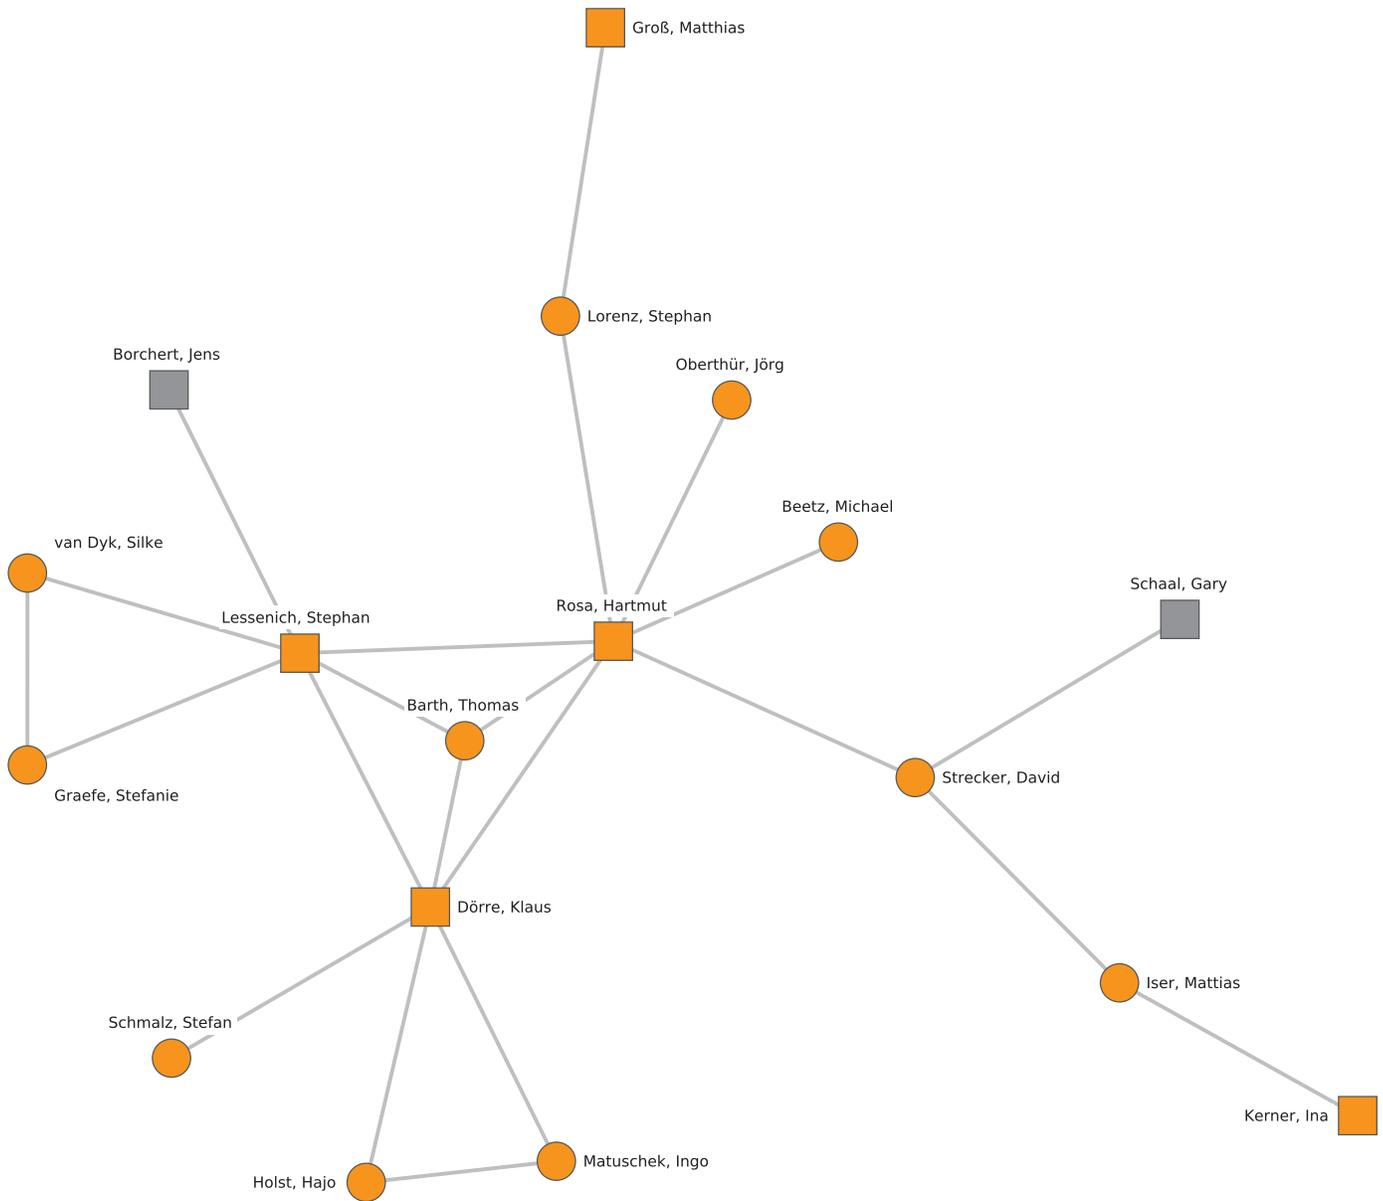 Groß, Matthias
Lorenz, Stephan
Borchert, Jens
Oberthür, Jörg
Beetz, Michael
van Dyk, Silke
Schaal, Gary
Rosa, Hartmut
Lessenich, Stephan
Barth, Thomas
Strecker, David
Graefe, Stefanie
Dörre, Klaus
Iser, Mattias
Schmalz, Stefan
Kerner, Ina
Matuschek, Ingo
Holst, Hajo